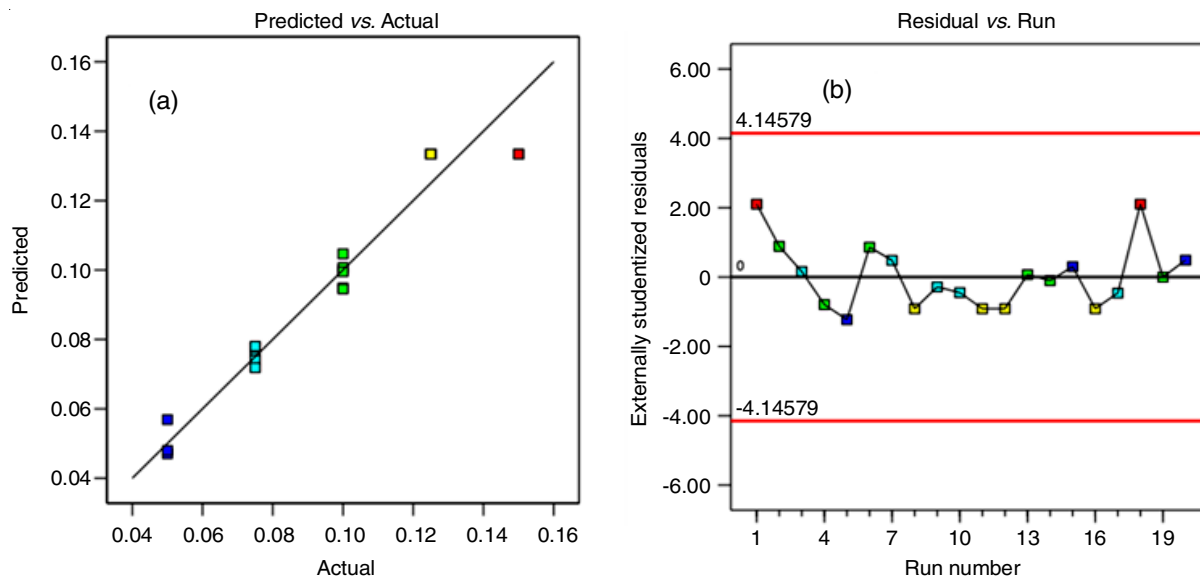 Predicted vs. Actual
(a)
Predicted
0.16
0.14
0.12
0.10
0.08
0.06
0.04
0.04 0.06 0.08 0.10 0.12 0.14 0.16
Actual
Residual vs. Run
(b)
Externally studentized residuals
6.00
4.00
2.00
0
-2.00
-4.00
-6.00
4.14579
0
-4.14579
1 4 7 10 13 16 19
Run number